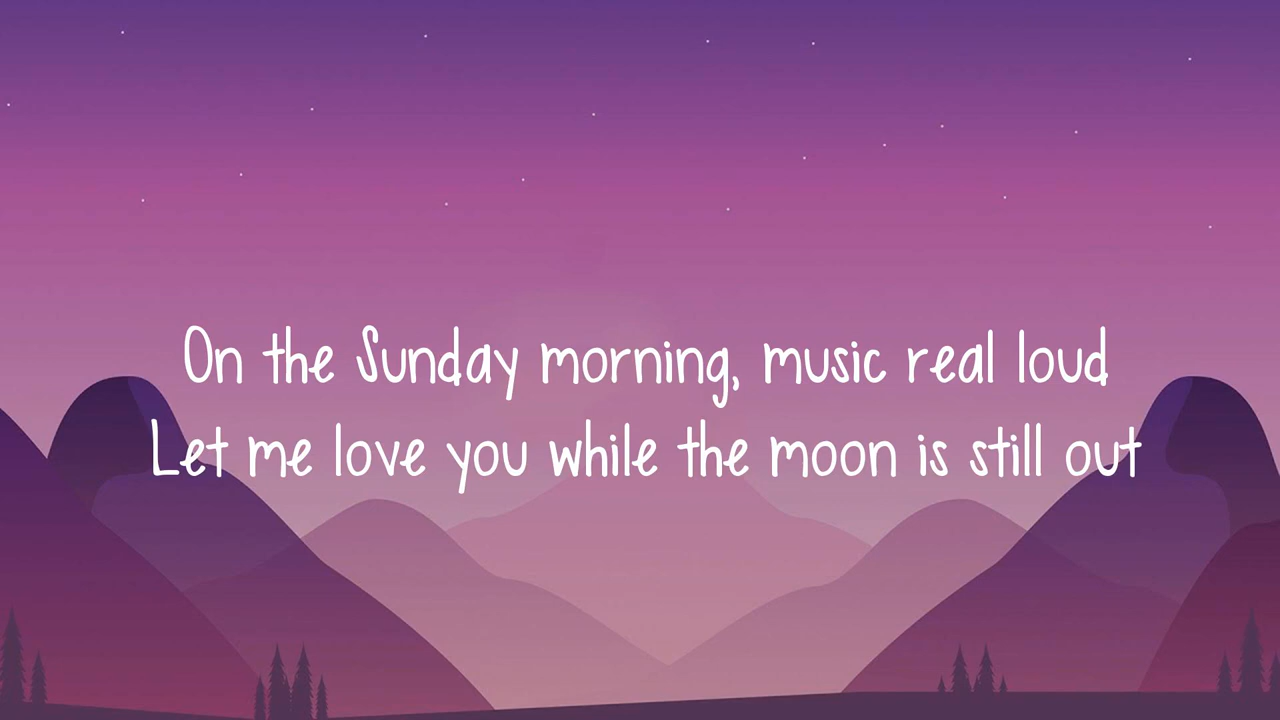 On the Sunday morning, music real loud
Let me love you while the moon is still out